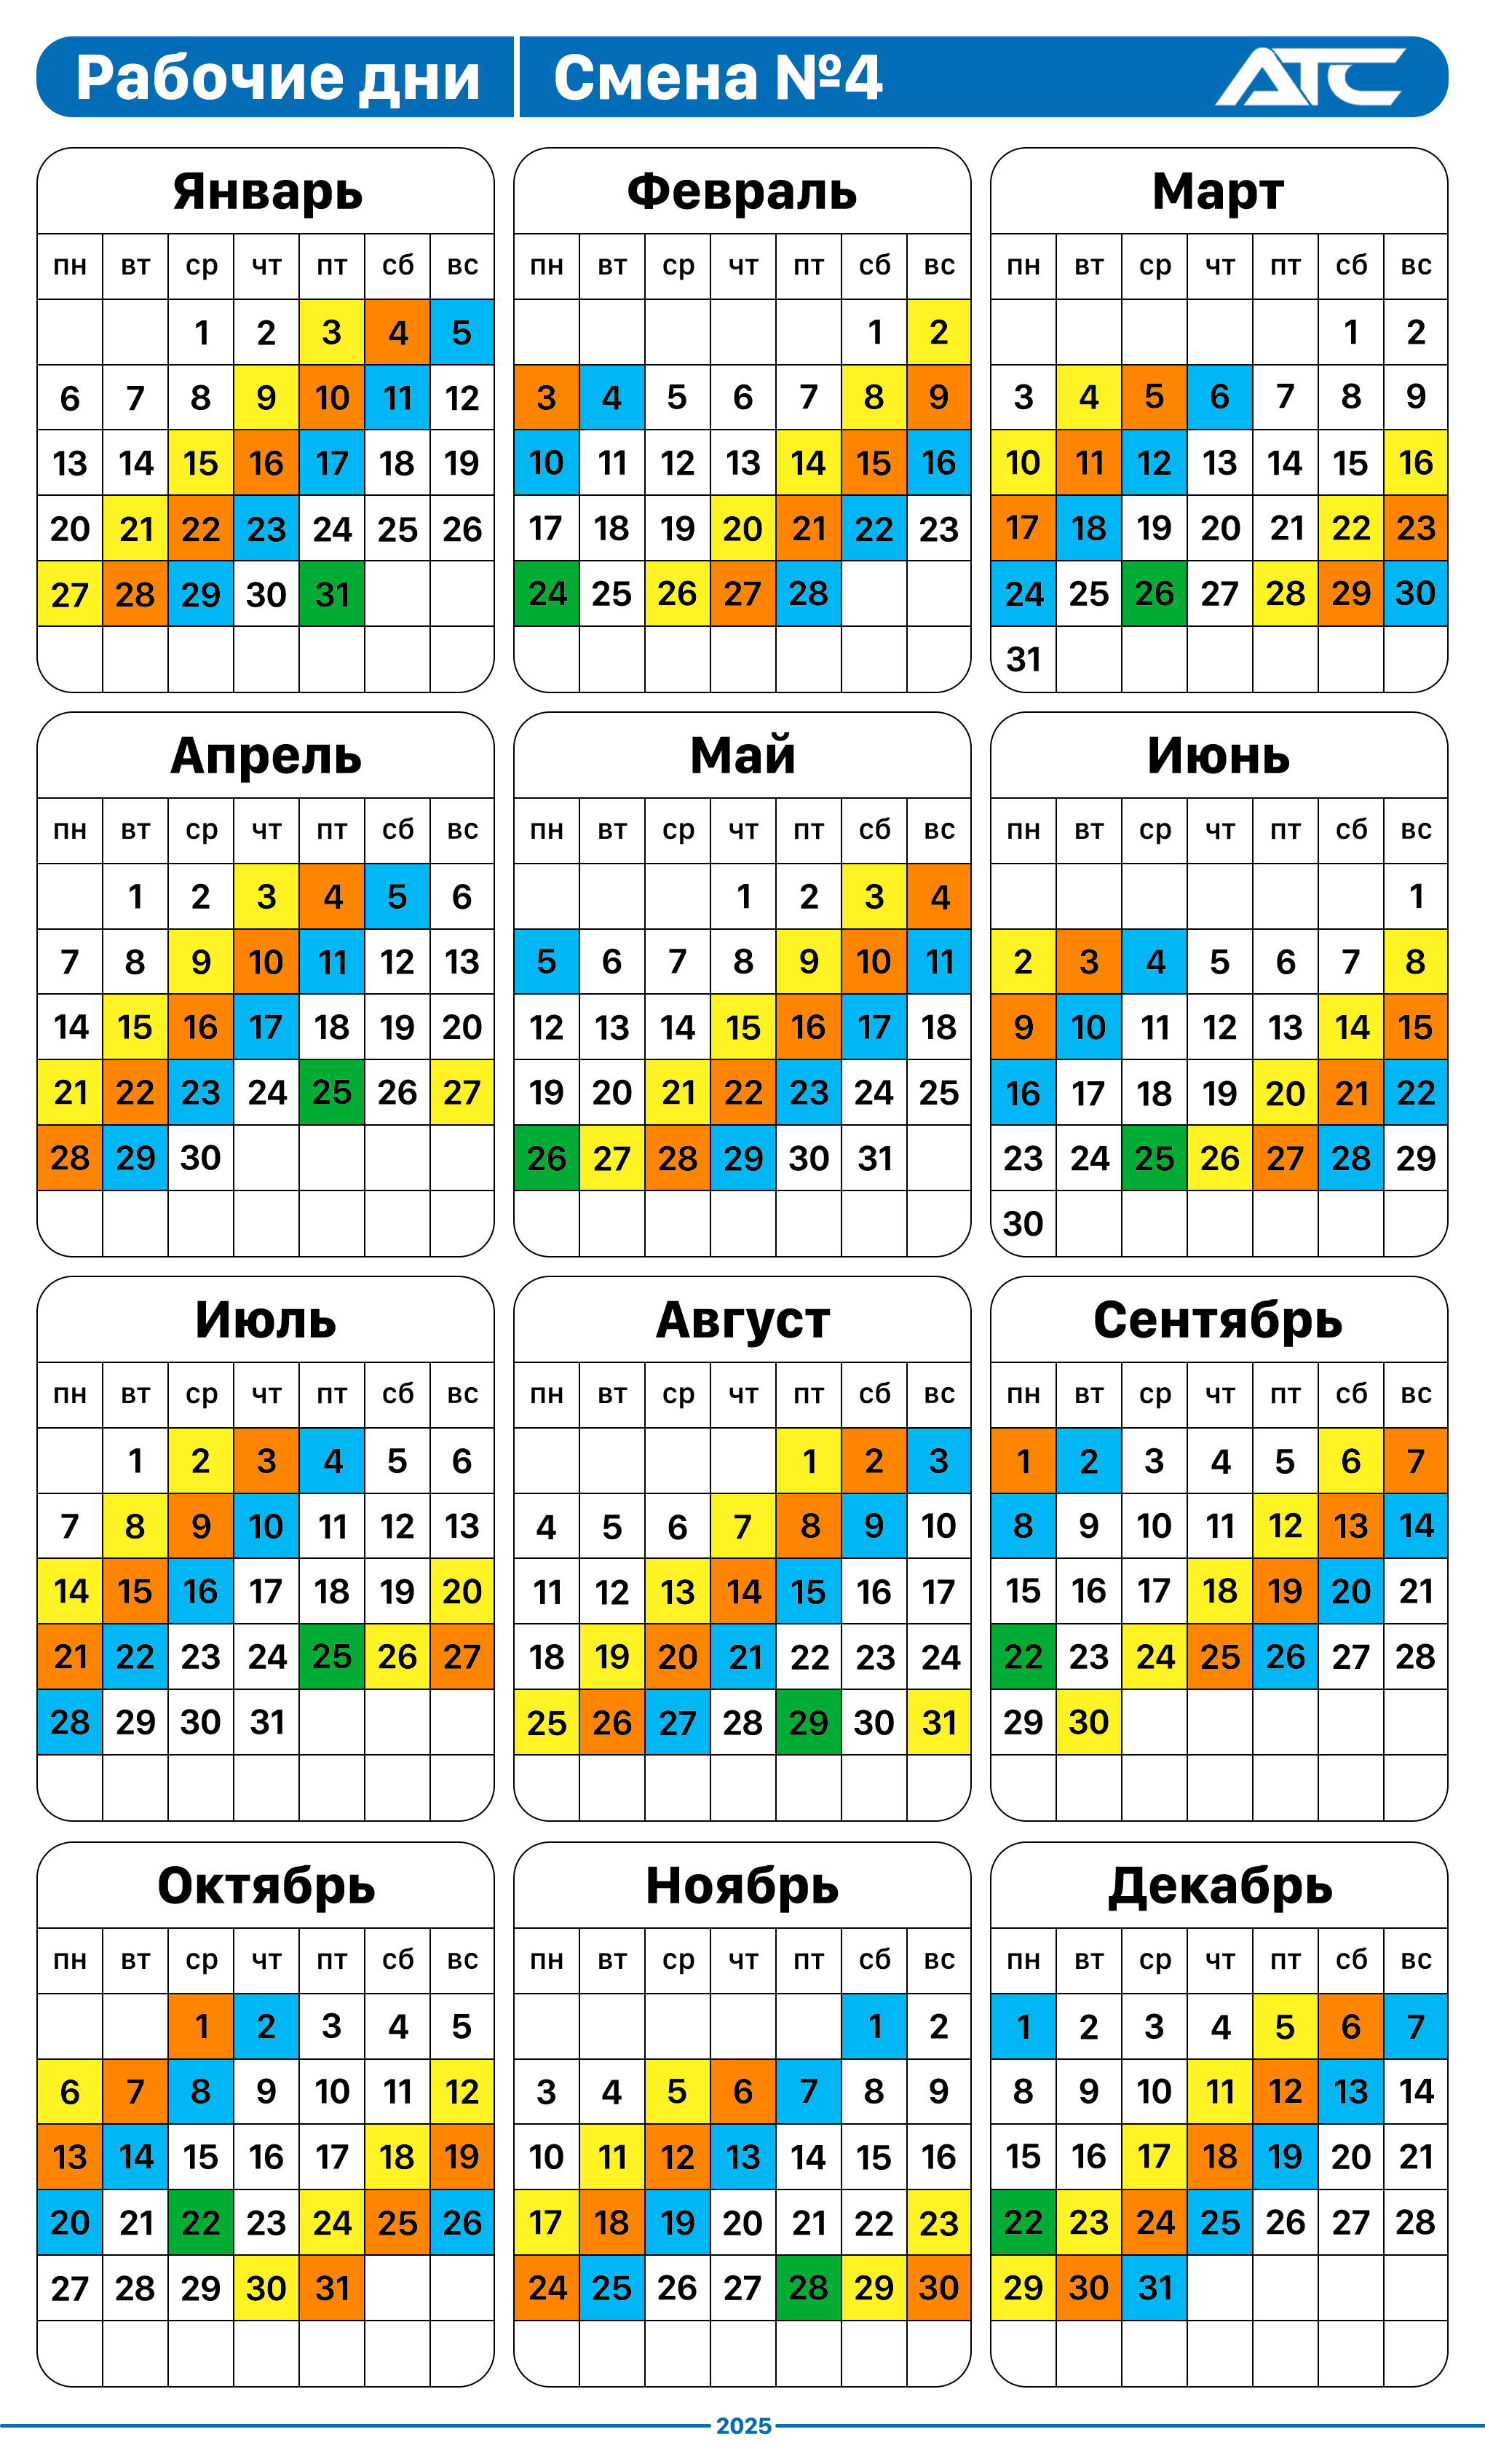 Рабочие дни Смена №4 ATC
Январь
пн вт ср чт пт сб вс
1 2 3 4 5
6 7 8 9 10 11 12
13 14 15 16 17 18 19
20 21 22 23 24 25 26
27 28 29 30 31
Февраль
пн вт ср чт пт сб вс
1 2
3 4 5 6 7 8 9
10 11 12 13 14 15 16
17 18 19 20 21 22 23
24 25 26 27 28
Март
пн вт ср чт пт сб вс
1 2
3 4 5 6 7 8 9
10 11 12 13 14 15 16
17 18 19 20 21 22 23
24 25 26 27 28 29 30
31
Апрель
пн вт ср чт пт сб вс
1 2 3 4 5 6
7 8 9 10 11 12 13
14 15 16 17 18 19 20
21 22 23 24 25 26 27
28 29 30
Май
пн вт ср чт пт сб вс
1 2 3 4
5 6 7 8 9 10 11
12 13 14 15 16 17 18
19 20 21 22 23 24 25
26 27 28 29 30 31
Июнь
пн вт ср чт пт сб вс
1
2 3 4 5 6 7 8
9 10 11 12 13 14 15
16 17 18 19 20 21 22
23 24 25 26 27 28 29
30
Июль
пн вт ср чт пт сб вс
1 2 3 4 5 6
7 8 9 10 11 12 13
14 15 16 17 18 19 20
21 22 23 24 25 26 27
28 29 30 31
Август
пн вт ср чт пт сб вс
1 2 3
4 5 6 7 8 9 10
11 12 13 14 15 16 17
18 19 20 21 22 23 24
25 26 27 28 29 30 31
Сентябрь
пн вт ср чт пт сб вс
1 2 3 4 5 6 7
8 9 10 11 12 13 14
15 16 17 18 19 20 21
22 23 24 25 26 27 28
29 30
Октябрь
пн вт ср чт пт сб вс
1 2 3 4 5
6 7 8 9 10 11 12
13 14 15 16 17 18 19
20 21 22 23 24 25 26
27 28 29 30 31
Ноябрь
пн вт ср чт пт сб вс
1 2
3 4 5 6 7 8 9
10 11 12 13 14 15 16
17 18 19 20 21 22 23
24 25 26 27 28 29 30
Декабрь
пн вт ср чт пт сб вс
1 2 3 4 5 6 7
8 9 10 11 12 13 14
15 16 17 18 19 20 21
22 23 24 25 26 27 28
29 30 31
2025